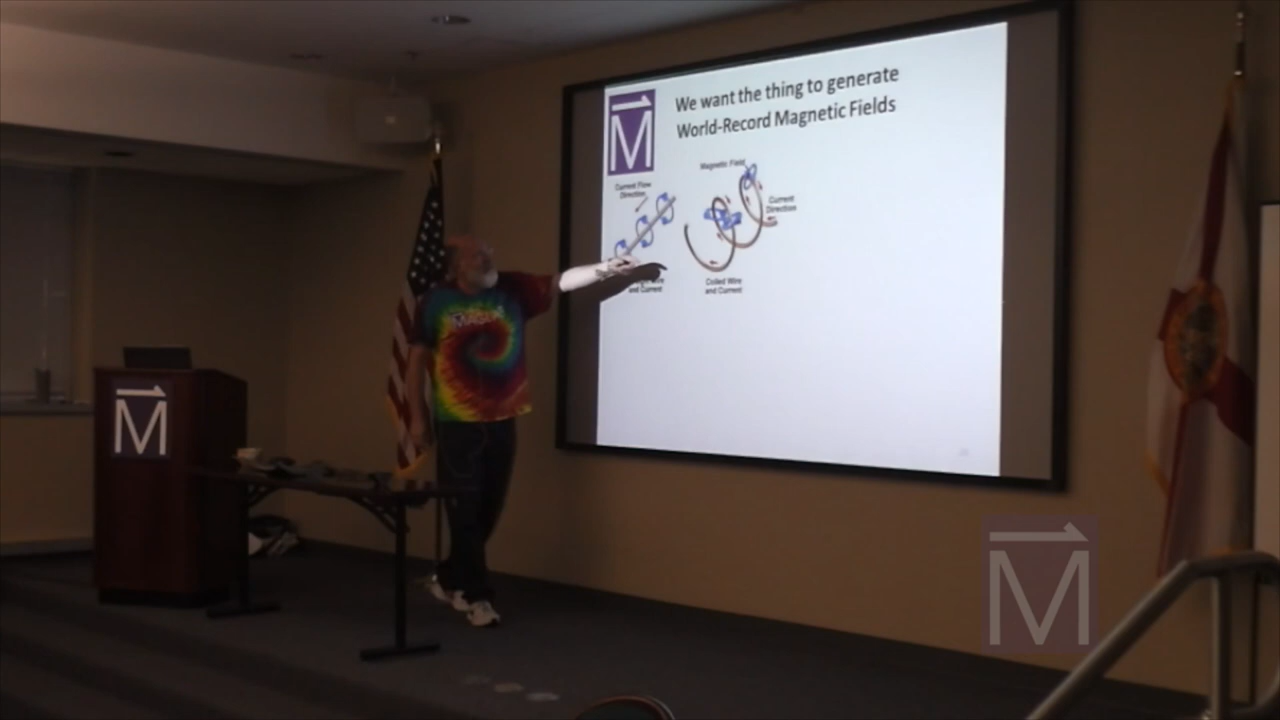 We want the thing to generate
World-Record Magnetic Fields
M
Magnetic Field
Current Flow
Direction
Current
Direction
Wire
and Current
Coiled Wire
and Current
M
M